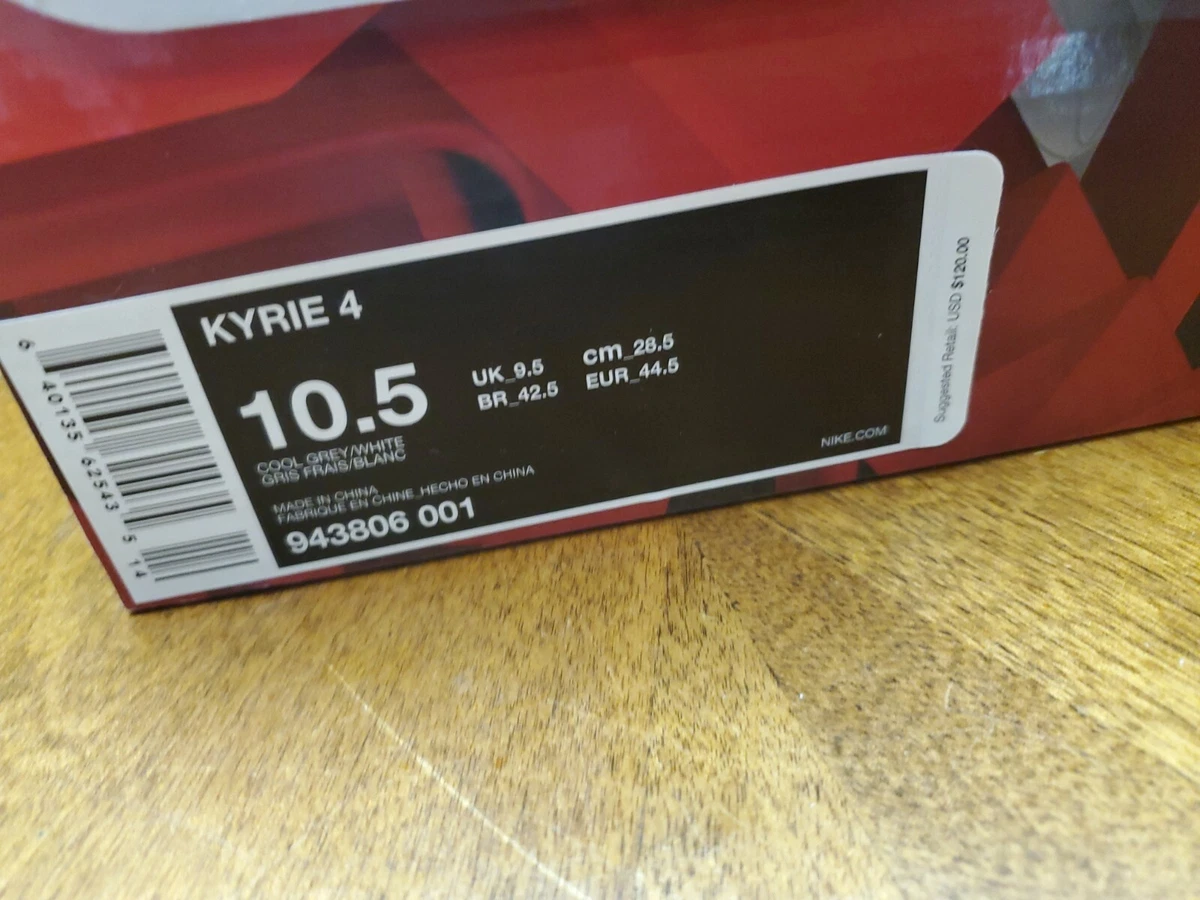 KYRIE 4
10.5
UK_9.5 cm_28.5
BR_42.5 EUR_44.5
COOL GREY/WHITE
GRIS FRAIS/BLANC
MADE IN CHINA
FABRIQUE EN CHINE_HECHO EN CHINA
943806 001
NIKE.COM
Suggested Retail: USD $120.00
6 40135 62543 5 14